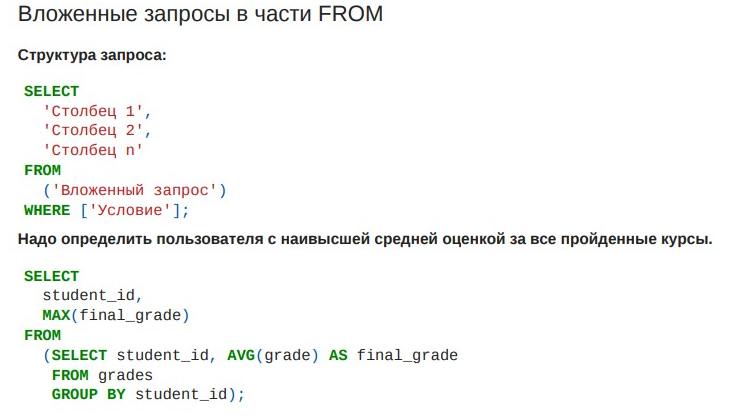 Вложенные запросы в части FROM
Структура запроса:
SELECT
'Столбец 1',
'Столбец 2',
'Столбец n'
FROM
('Вложенный запрос')
WHERE ['Условие'];
Надо определить пользователя с наивысшей средней оценкой за все пройденные курсы.
SELECT
student_id,
MAX(final_grade)
FROM
(SELECT student_id, AVG(grade) AS final_grade
FROM grades
GROUP BY student_id);